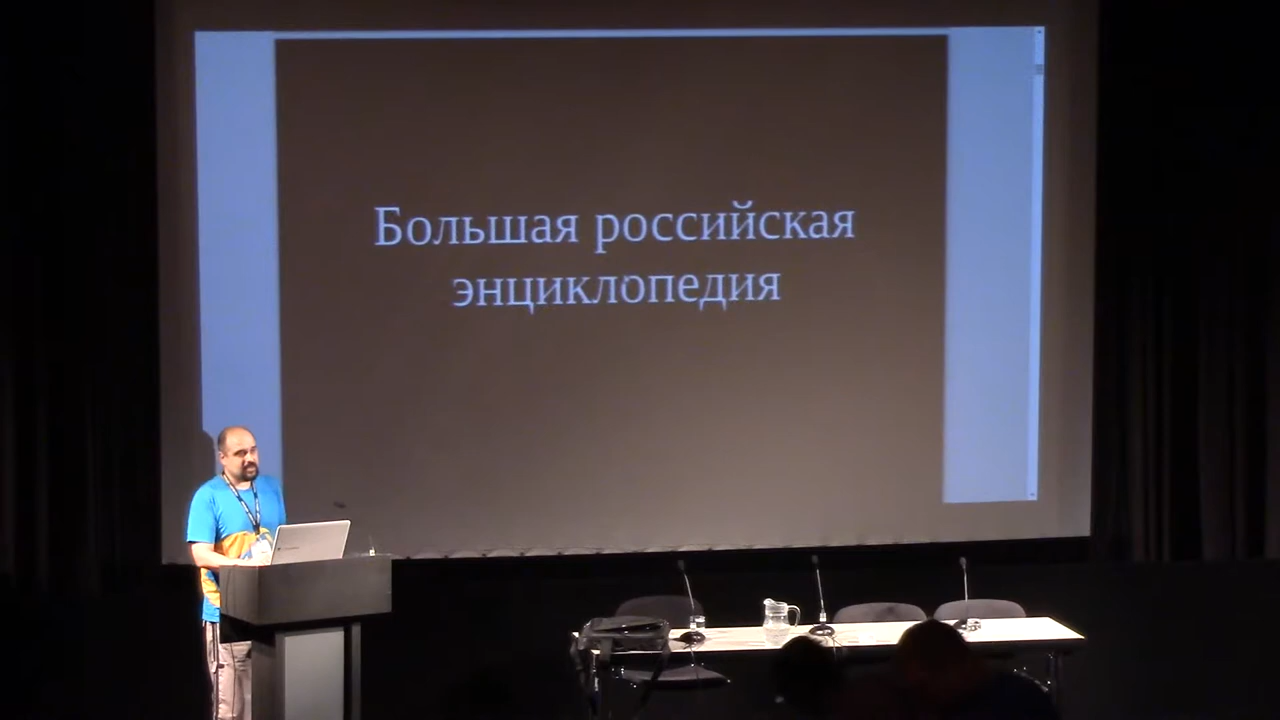 Большая российская
энциклопедия